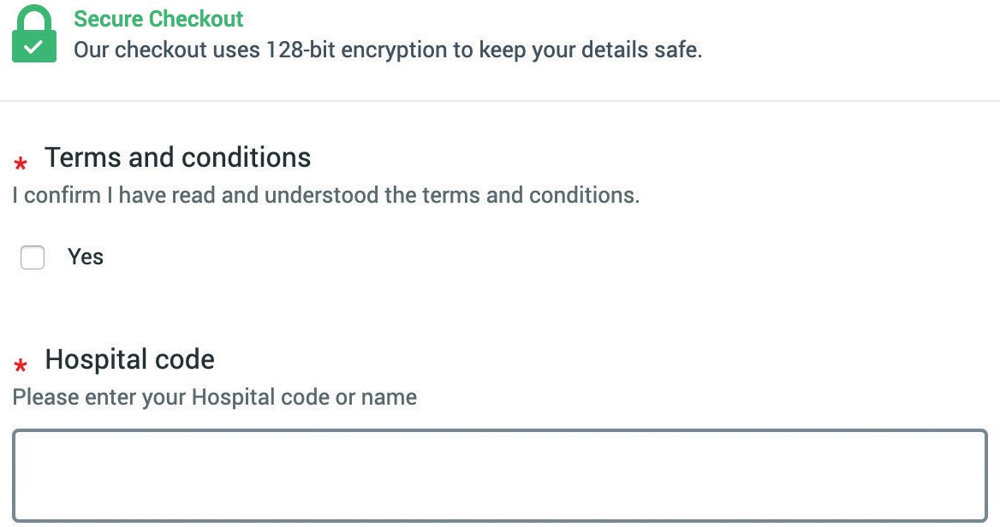 Secure Checkout
Our checkout uses 128-bit encryption to keep your details safe.
* Terms and conditions
I confirm I have read and understood the terms and conditions.
Yes
* Hospital code
Please enter your Hospital code or name